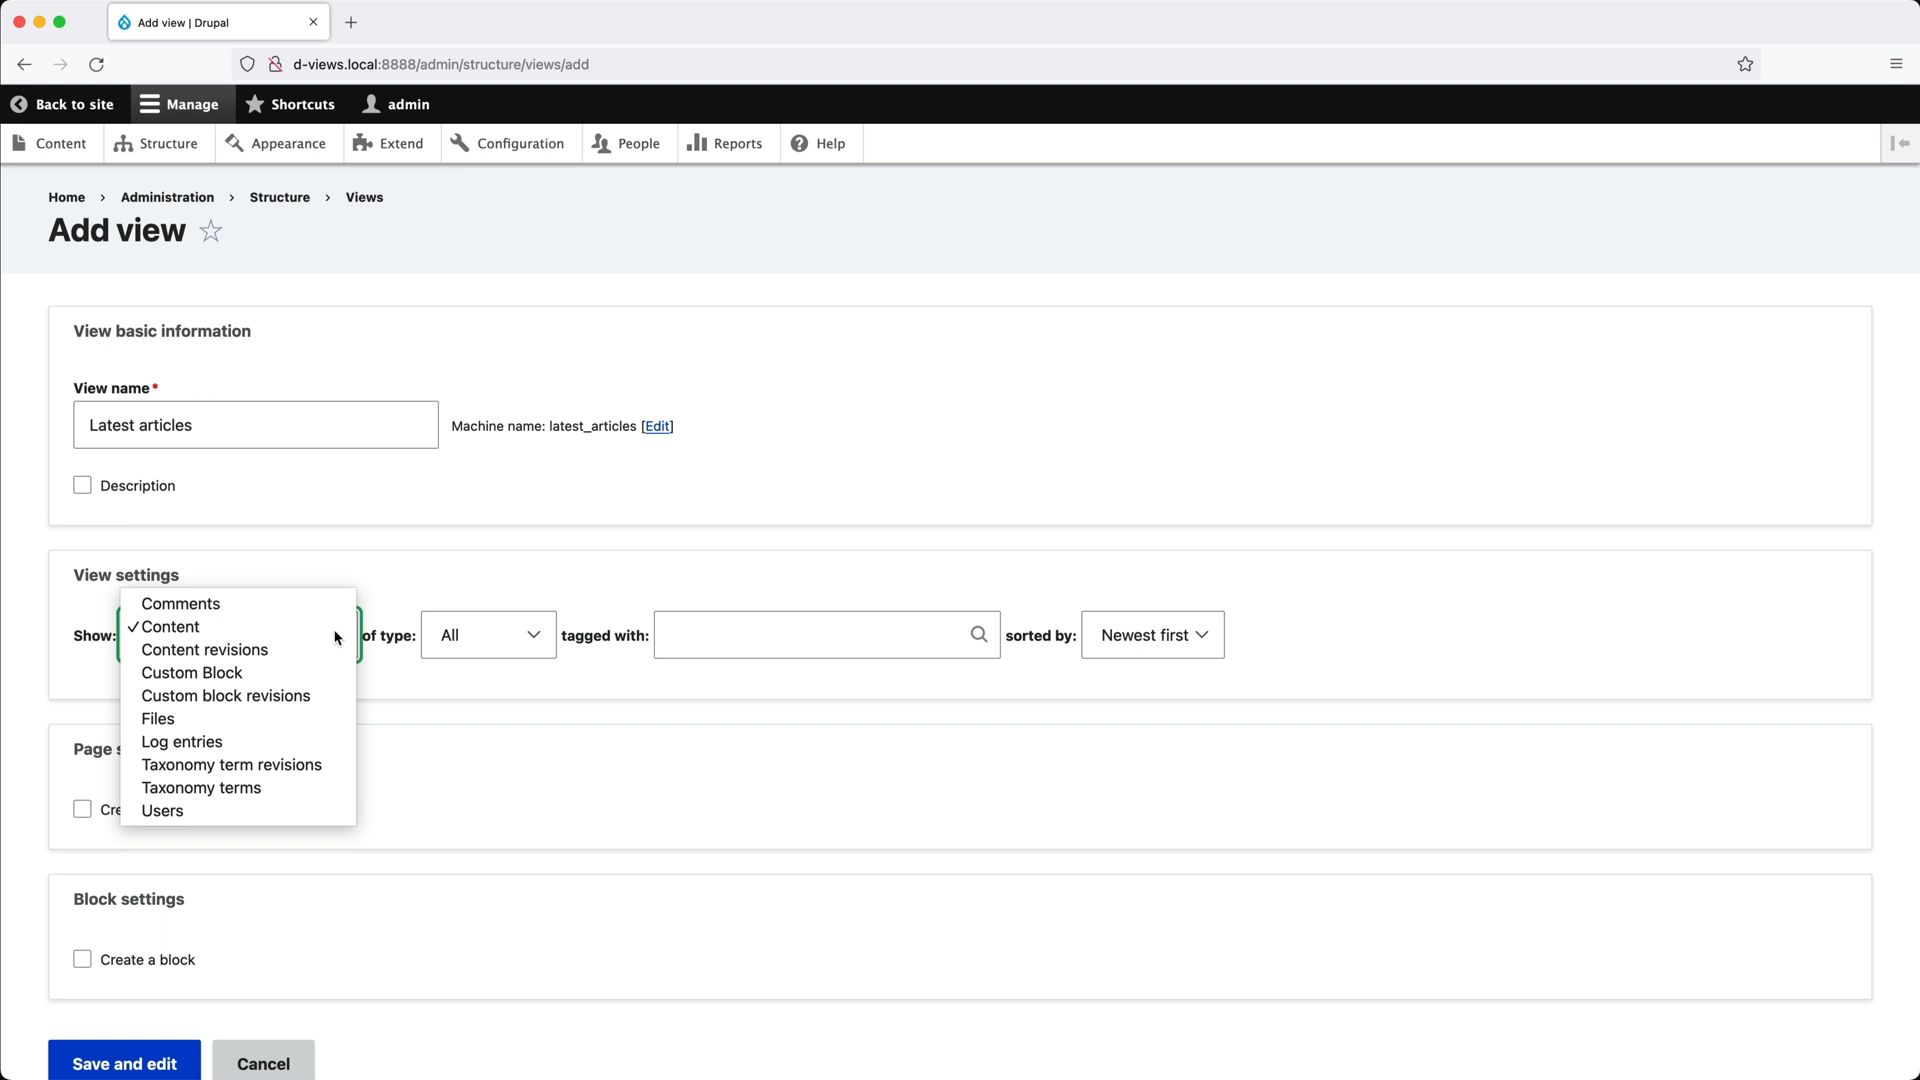 Add view | Drupal
d-views.local:8888/admin/structure/views/add
Back to site Manage Shortcuts admin
Content Structure Appearance Extend Configuration People Reports Help
Home › Administration › Structure › Views
Add view
View basic information
View name*
Latest articles Machine name: latest_articles [Edit]
Description
View settings
Show: of type: All tagged with: sorted by: Newest first
Comments
Content
Content revisions
Custom Block
Custom block revisions
Files
Log entries
Taxonomy term revisions
Taxonomy terms
Users
Page
Block settings
Create a block
Save and edit Cancel